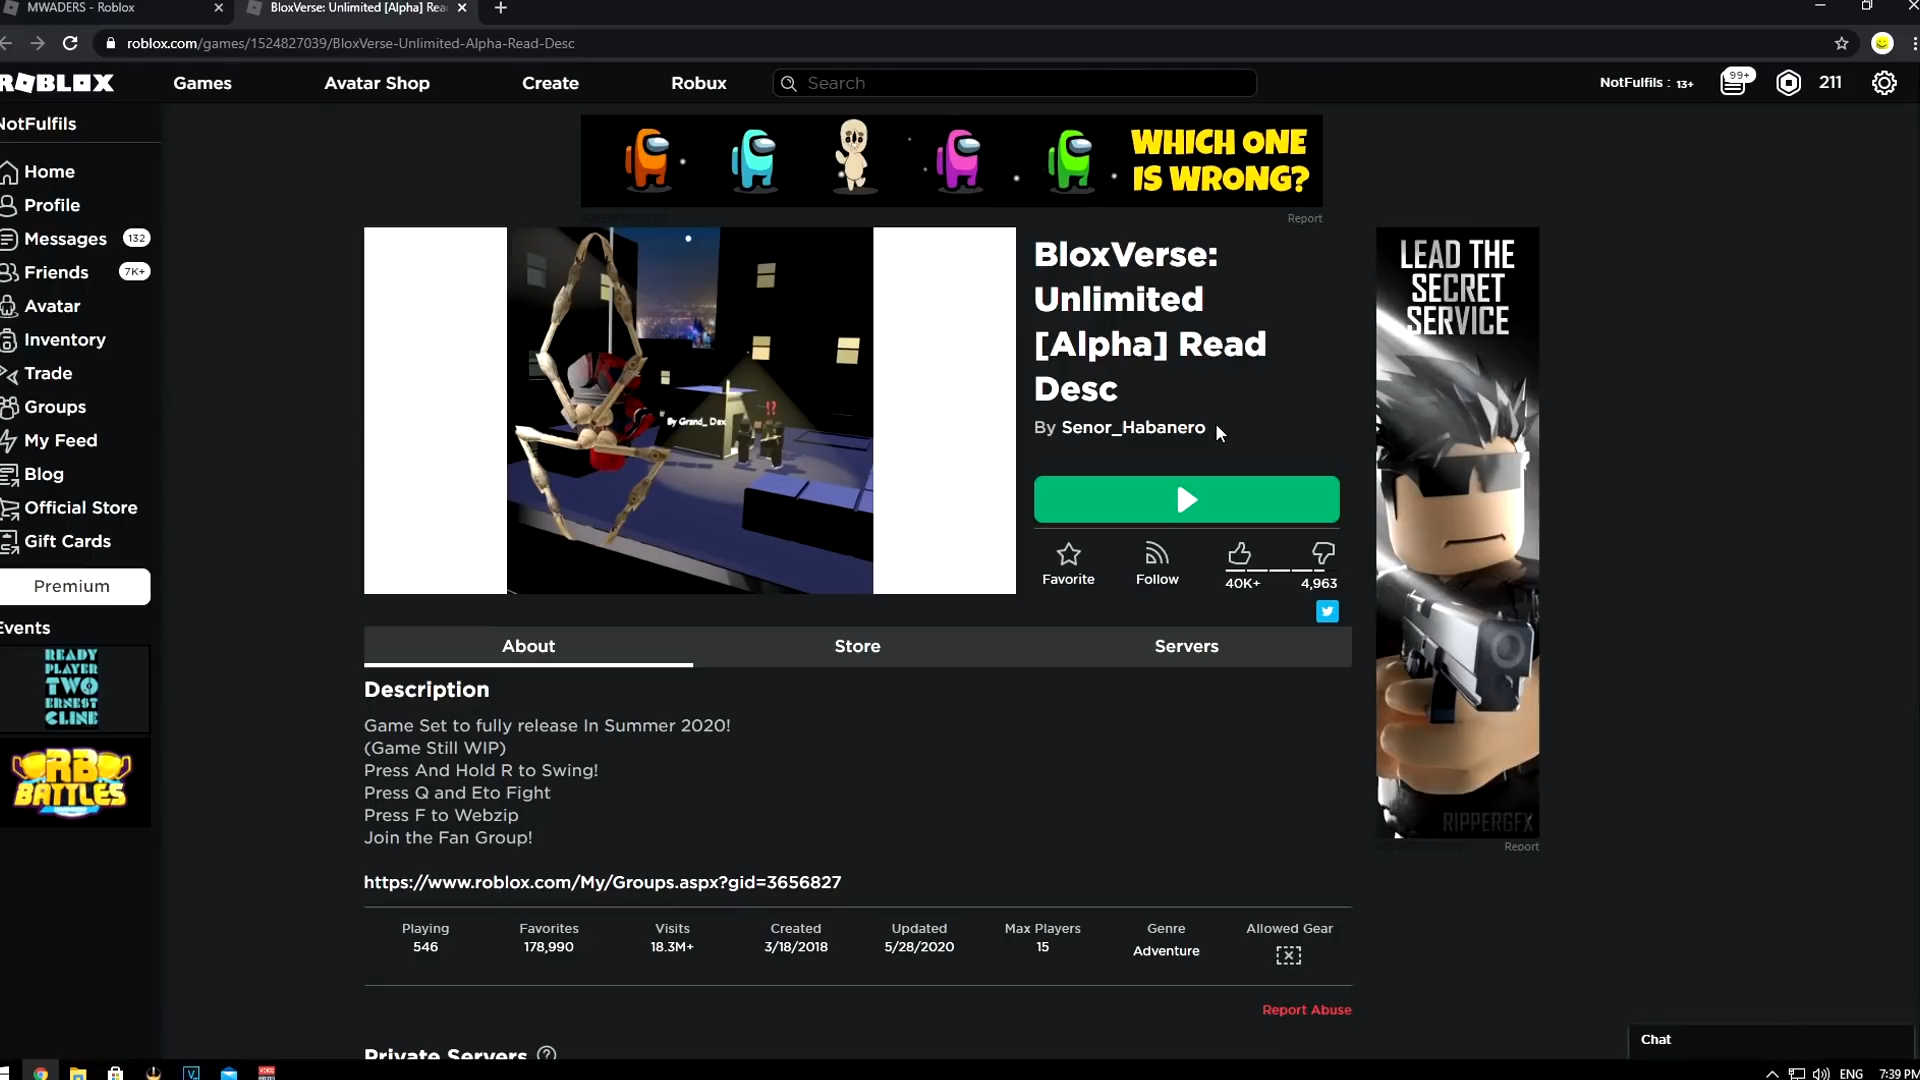 MWADERS - Roblox
BloxVerse: Unlimited [Alpha] Rea
roblox.com/games/1524827039/BloxVerse-Unlimited-Alpha-Read-Desc
ROBLOX
Games
Avatar Shop
Create
Robux
Search
NotFulfils : 13+
99+
211
NotFulfils
Home
Profile
Messages 132
Friends 7K+
Avatar
Inventory
Trade
Groups
My Feed
Blog
Official Store
Gift Cards
Premium
Events
READY
PLAYER
TWO
ERNEST
CLINE
RB
BATTLES
WHICH ONE
IS WRONG?
ADVERTISEMENT
Report
By Grand_Dax
!?
BloxVerse:
Unlimited
[Alpha] Read
Desc
By Senor_Habanero
Favorite
Follow
40K+
4,963
LEAD THE
SECRET
SERVICE
RIPPERGFX
Report
About
Store
Servers
Description
Game Set to fully release In Summer 2020!
(Game Still WIP)
Press And Hold R to Swing!
Press Q and Eto Fight
Press F to Webzip
Join the Fan Group!
https://www.roblox.com/My/Groups.aspx?gid=3656827
Playing Favorites Visits Created Updated Max Players Genre Allowed Gear
546 178,990 18.3M+ 3/18/2018 5/28/2020 15 Adventure
Report Abuse
Private Servers ?
Chat
ENG 7:39 PM